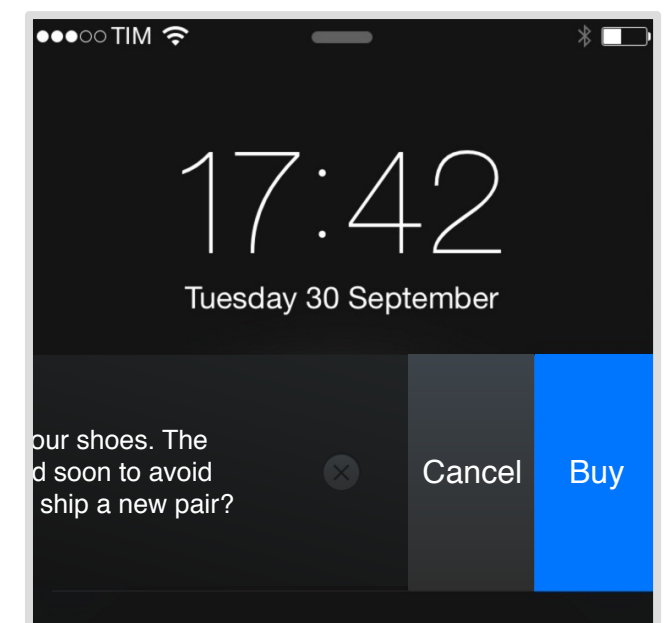 TIM
17:42
Tuesday 30 September
our shoes. The
d soon to avoid
ship a new pair?
Cancel
Buy